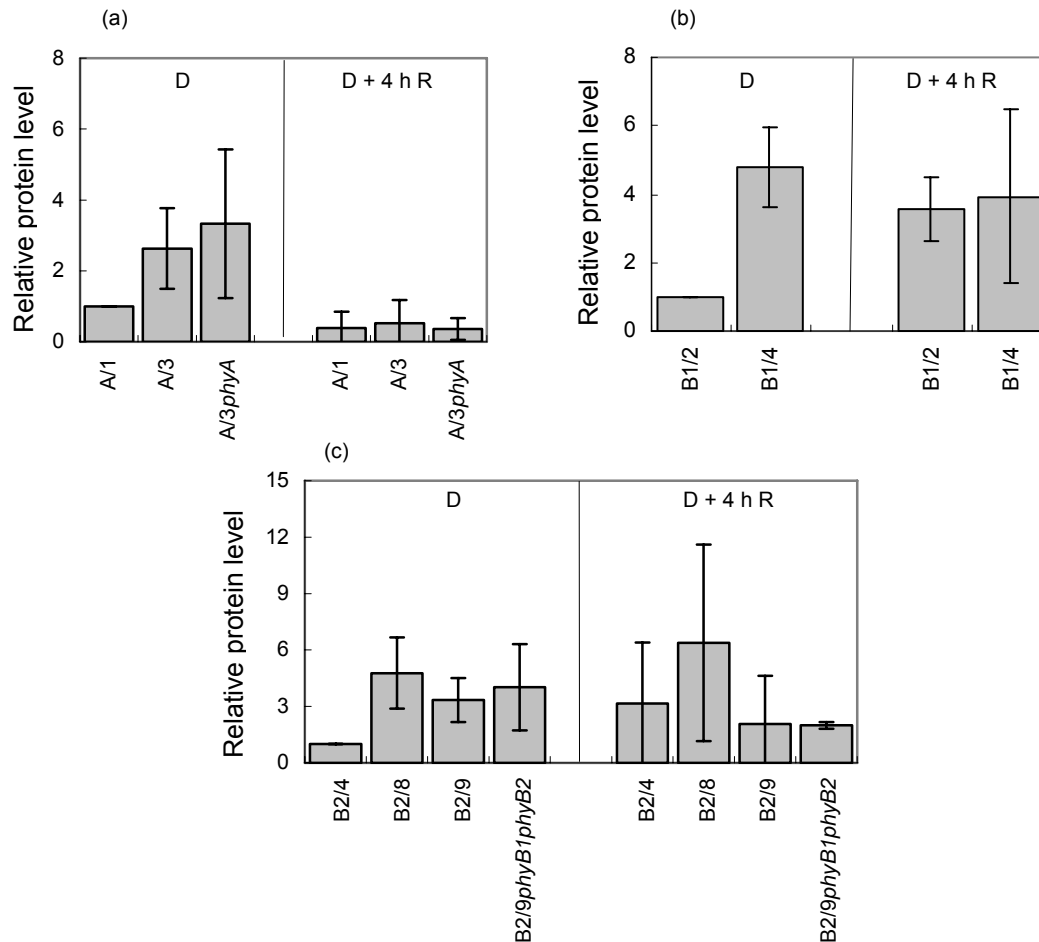 (a)
Relative protein level
8
6
4
2
0
D
D + 4 h R
A/1
A/3
A/3phyA
A/1
A/3
A/3phyA
(b)
Relative protein level
8
6
4
2
0
D
D + 4 h R
B1/2
B1/4
B1/2
B1/4
(c)
Relative protein level
15
12
9
6
3
0
D
D + 4 h R
B2/4
B2/8
B2/9
B2/9phyB1phyB2
B2/4
B2/8
B2/9
B2/9phyB1phyB2